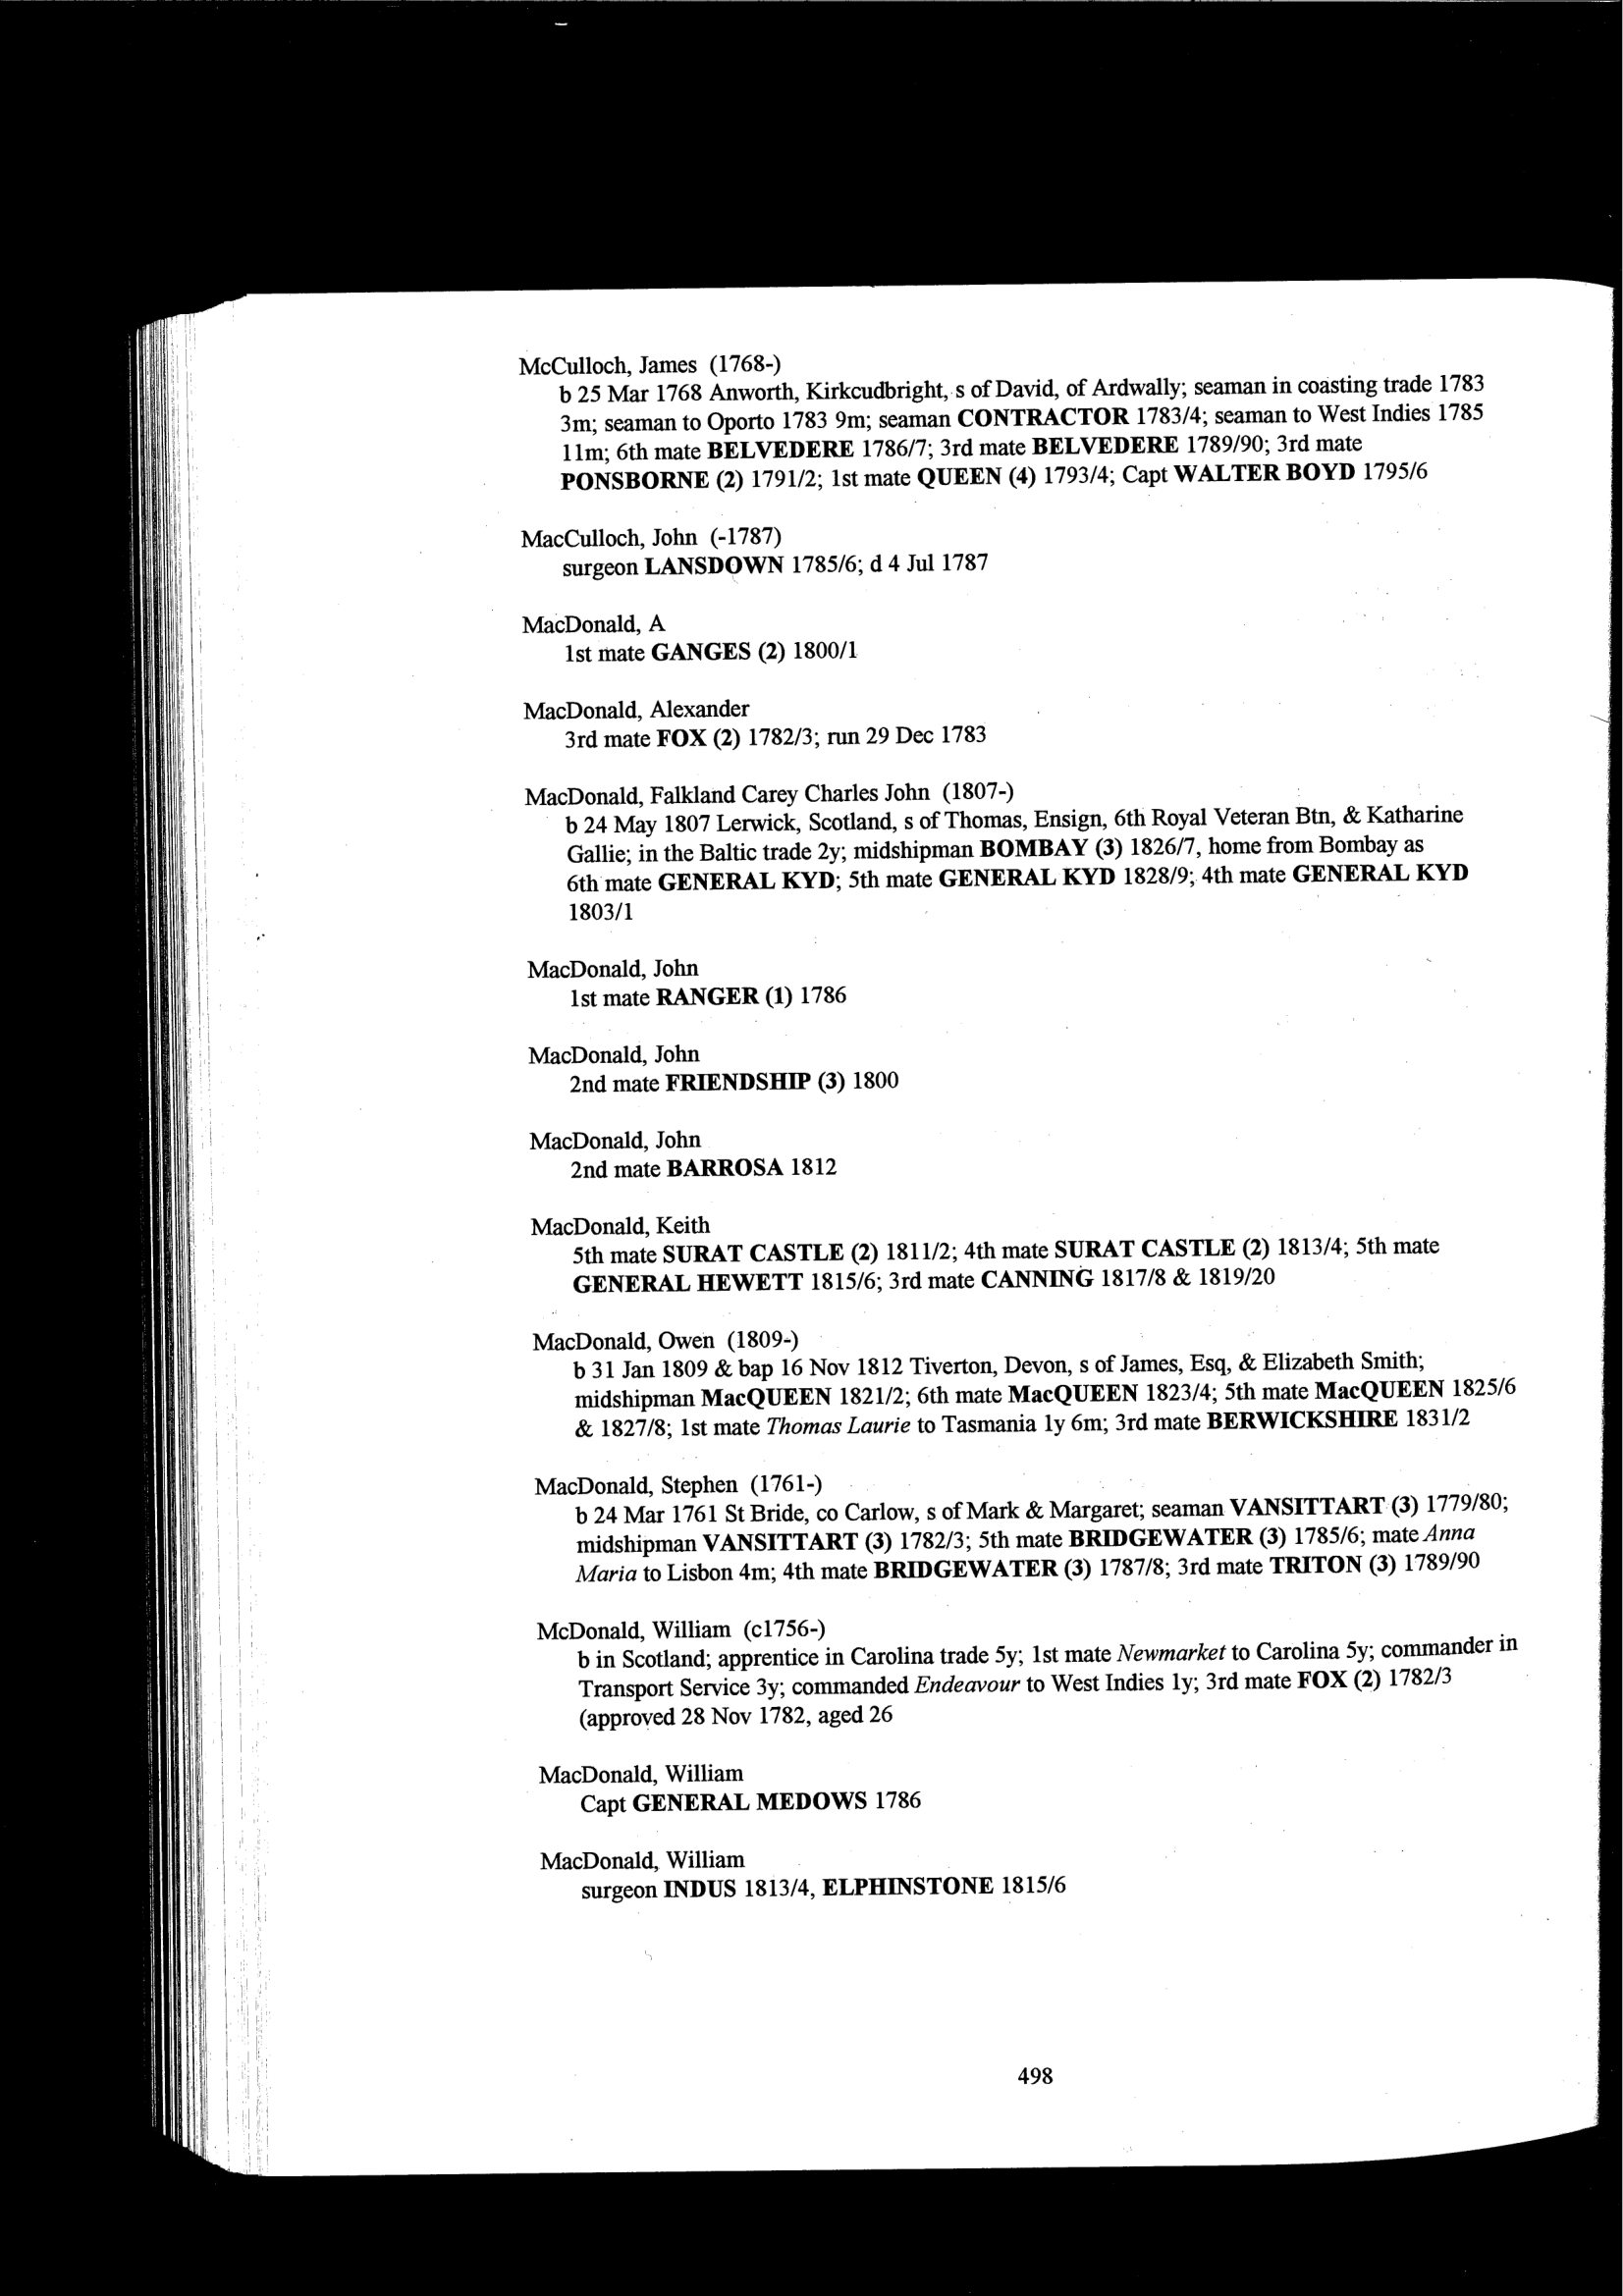 McCulloch, James (1768-)
b 25 Mar 1768 Anworth, Kirkcudbright, s of David, of Ardwally; seaman in coasting trade 1783
3m; seaman to Oporto 1783 9m; seaman CONTRACTOR 1783/4; seaman to West Indies 1785
11m; 6th mate BELVEDERE 1786/7; 3rd mate BELVEDERE 1789/90; 3rd mate
PONSBORNE (2) 1791/2; 1st mate QUEEN (4) 1793/4; Capt WALTER BOYD 1795/6
MacCulloch, John (-1787)
surgeon LANSDOWN 1785/6; d 4 Jul 1787
MacDonald, A
1st mate GANGES (2) 1800/1
MacDonald, Alexander
3rd mate FOX (2) 1782/3; run 29 Dec 1783
MacDonald, Falkland Carey Charles John (1807-)
b 24 May 1807 Lerwick, Scotland, s of Thomas, Ensign, 6th Royal Veteran Btn, & Katharine
Gallie; in the Baltic trade 2y; midshipman BOMBAY (3) 1826/7, home from Bombay as
6th mate GENERAL KYD; 5th mate GENERAL KYD 1828/9; 4th mate GENERAL KYD
1803/1
MacDonald, John
1st mate RANGER (1) 1786
MacDonald, John
2nd mate FRIENDSHIP (3) 1800
MacDonald, John
2nd mate BARROSA 1812
MacDonald, Keith
5th mate SURAT CASTLE (2) 1811/2; 4th mate SURAT CASTLE (2) 1813/4; 5th mate
GENERAL HEWETT 1815/6; 3rd mate CANNING 1817/8 & 1819/20
MacDonald, Owen (1809-)
b 31 Jan 1809 & bap 16 Nov 1812 Tiverton, Devon, s of James, Esq, & Elizabeth Smith;
midshipman MacQUEEN 1821/2; 6th mate MacQUEEN 1823/4; 5th mate MacQUEEN 1825/6
& 1827/8; 1st mate Thomas Laurie to Tasmania 1y 6m; 3rd mate BERWICKSHIRE 1831/2
MacDonald, Stephen (1761-)
b 24 Mar 1761 St Bride, co Carlow, s of Mark & Margaret; seaman VANSITTART (3) 1779/80;
midshipman VANSITTART (3) 1782/3; 5th mate BRIDGEWATER (3) 1785/6; mate Anna
Maria to Lisbon 4m; 4th mate BRIDGEWATER (3) 1787/8; 3rd mate TRITON (3) 1789/90
McDonald, William (c1756-)
b in Scotland; apprentice in Carolina trade 5y; 1st mate Newmarket to Carolina 5y; commander in
Transport Service 3y; commanded Endeavour to West Indies 1y; 3rd mate FOX (2) 1782/3
(approved 28 Nov 1782, aged 26
MacDonald, William
Capt GENERAL MEDOWS 1786
MacDonald, William
surgeon INDUS 1813/4, ELPHINSTONE 1815/6
498